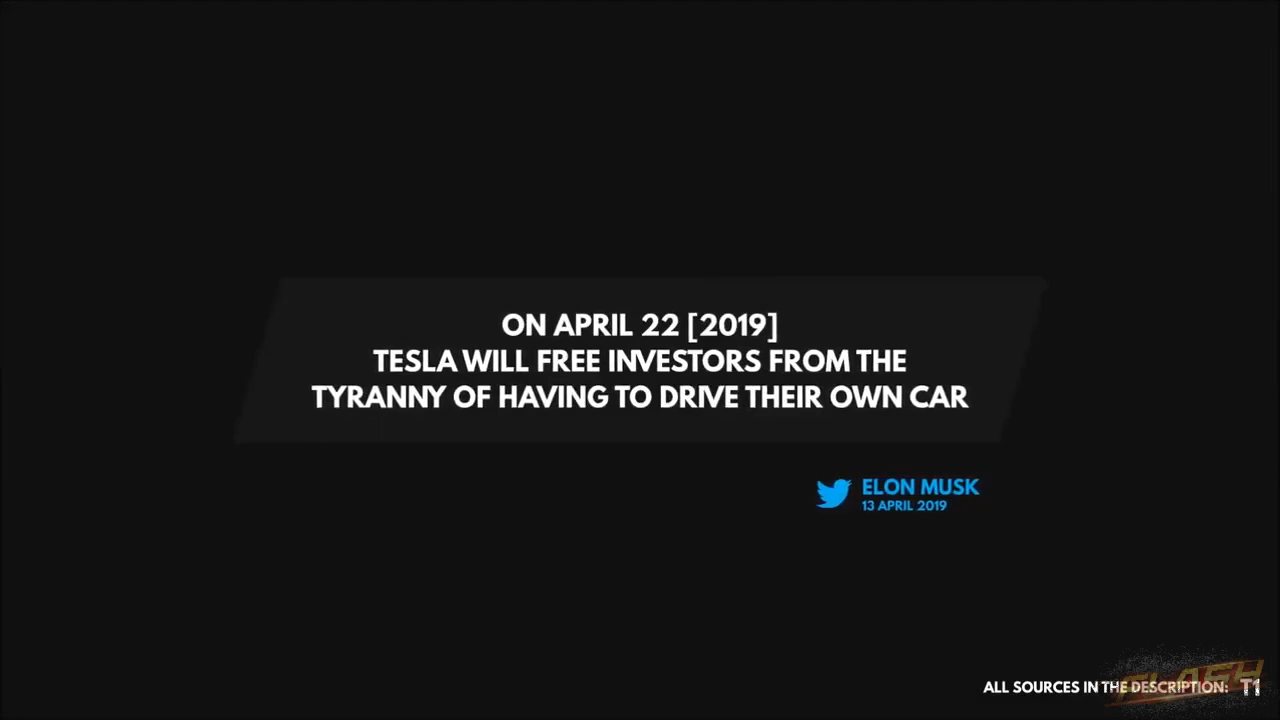 ON APRIL 22 [2019]
TESLA WILL FREE INVESTORS FROM THE
TYRANNY OF HAVING TO DRIVE THEIR OWN CAR
ELON MUSK
13 APRIL 2019
ALL SOURCES IN THE DESCRIPTION: T1
FLASH